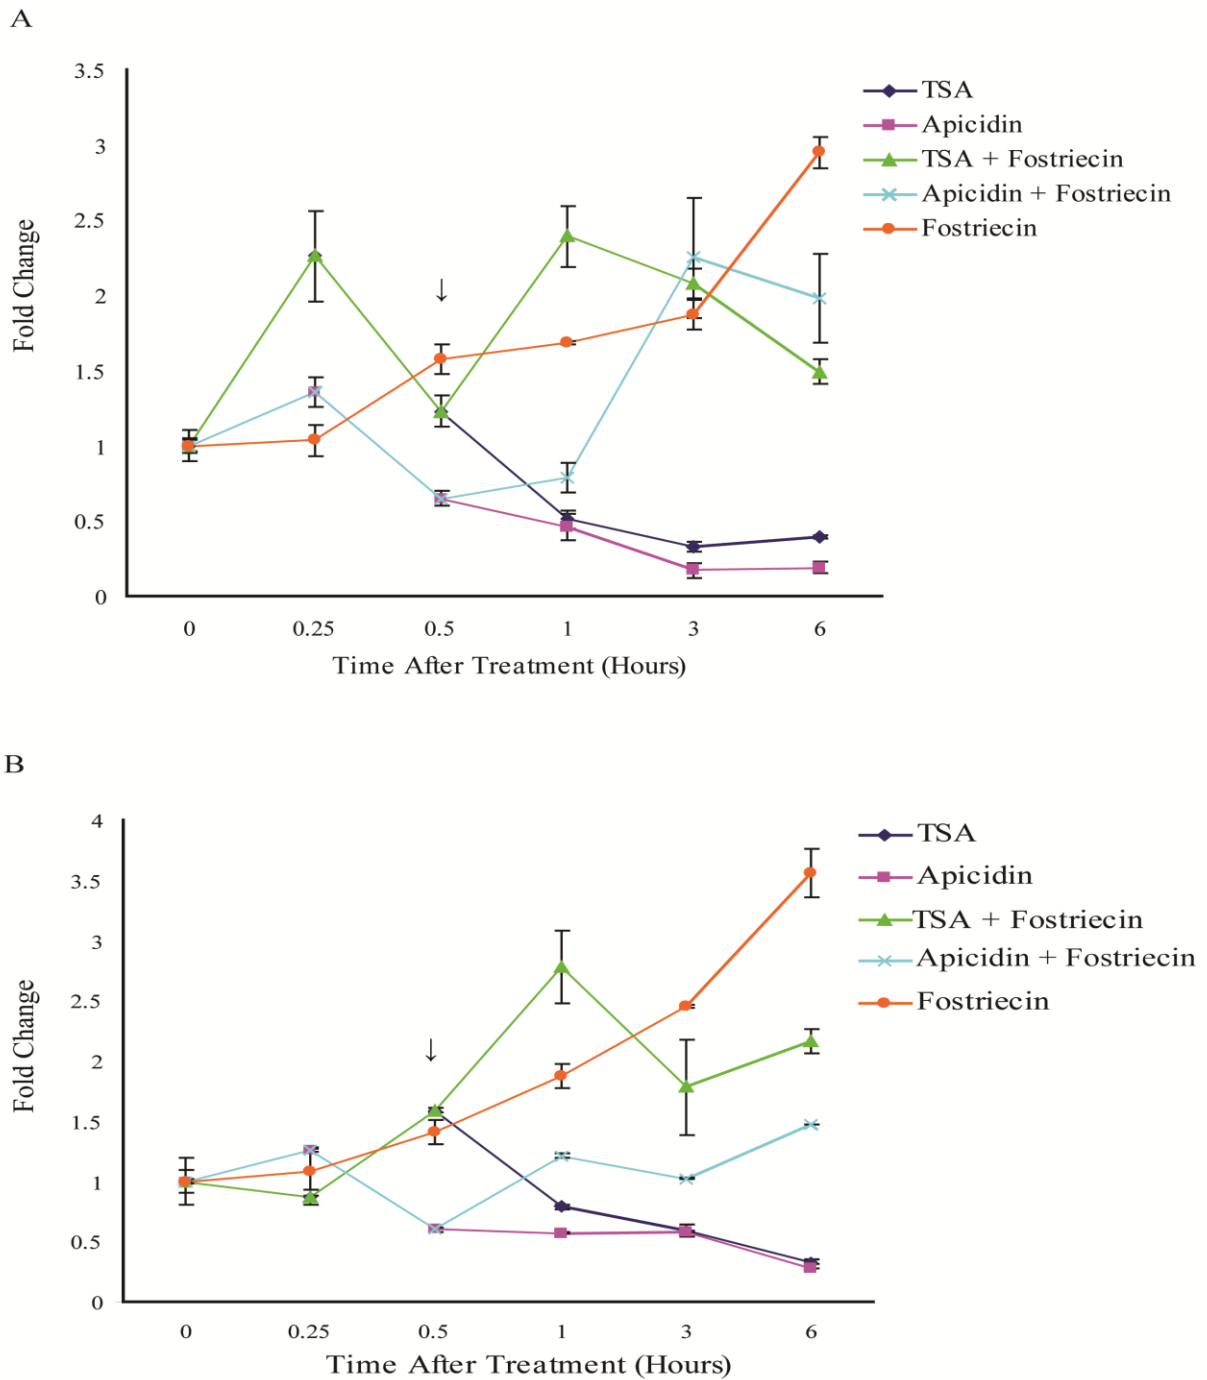 A
3.5
3
2.5
2
1.5
1
0.5
0
Fold Change
↓
TSA
Apicidin
TSA + Fostriecin
Apicidin + Fostriecin
Fostriecin
0 0.25 0.5 1 3 6
Time After Treatment (Hours)
B
4
3.5
3
2.5
2
1.5
1
0.5
0
Fold Change
↓
TSA
Apicidin
TSA + Fostriecin
Apicidin + Fostriecin
Fostriecin
0 0.25 0.5 1 3 6
Time After Treatment (Hours)